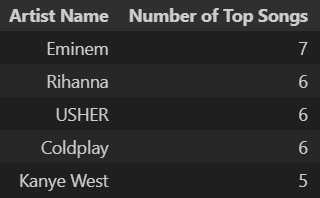 Artist Name Number of Top Songs
Eminem 7
Rihanna 6
USHER 6
Coldplay 6
Kanye West 5